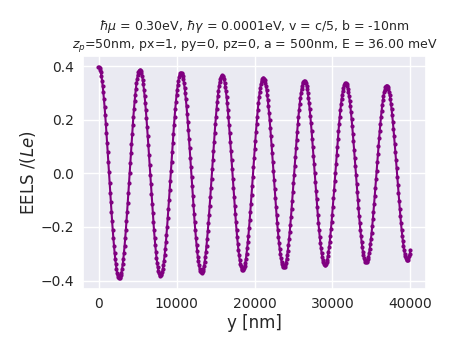 ℏμ = 0.30eV, ℏγ = 0.0001eV, v = c/5, b = -10nm
z_p=50nm, px=1, py=0, pz=0, a = 500nm, E = 36.00 meV
0.4
0.2
0.0
−0.2
−0.4
EELS /(Le)
0 10000 20000 30000 40000
y [nm]